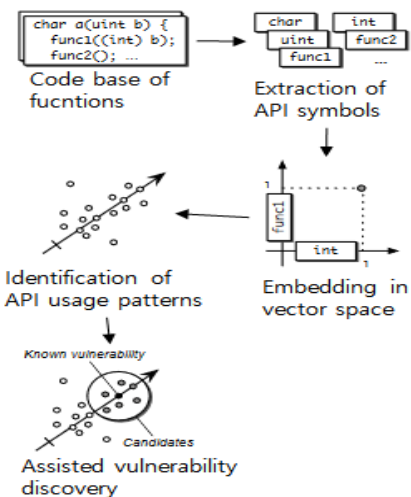 char a(uint b) {
func1((int) b);
func2(); …
Code base of
fucntions
char
int
uint
func2
func1
…
Extraction of
API symbols
1
func1
int
1
Embedding in
vector space
Identification of
API usage patterns
Known vulnerability
Candidates
Assisted vulnerability
discovery